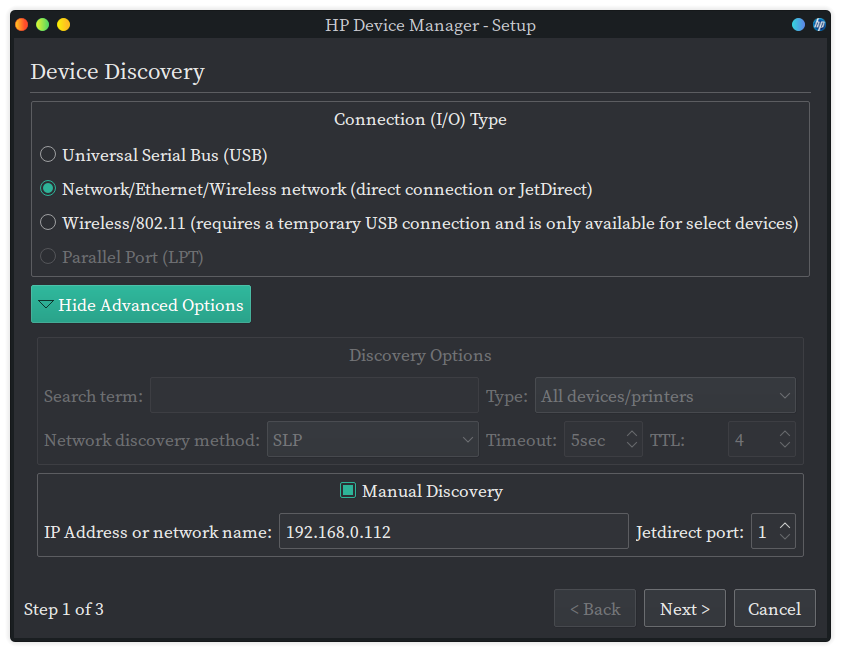 HP Device Manager - Setup
hp
Device Discovery
Connection (I/O) Type
Universal Serial Bus (USB)
Network/Ethernet/Wireless network (direct connection or JetDirect)
Wireless/802.11 (requires a temporary USB connection and is only available for select devices)
Parallel Port (LPT)
Hide Advanced Options
Discovery Options
Search term: Type: All devices/printers
Network discovery method: SLP Timeout: 5sec TTL: 4
Manual Discovery
IP Address or network name: 192.168.0.112 Jetdirect port: 1
Step 1 of 3 < Back Next > Cancel